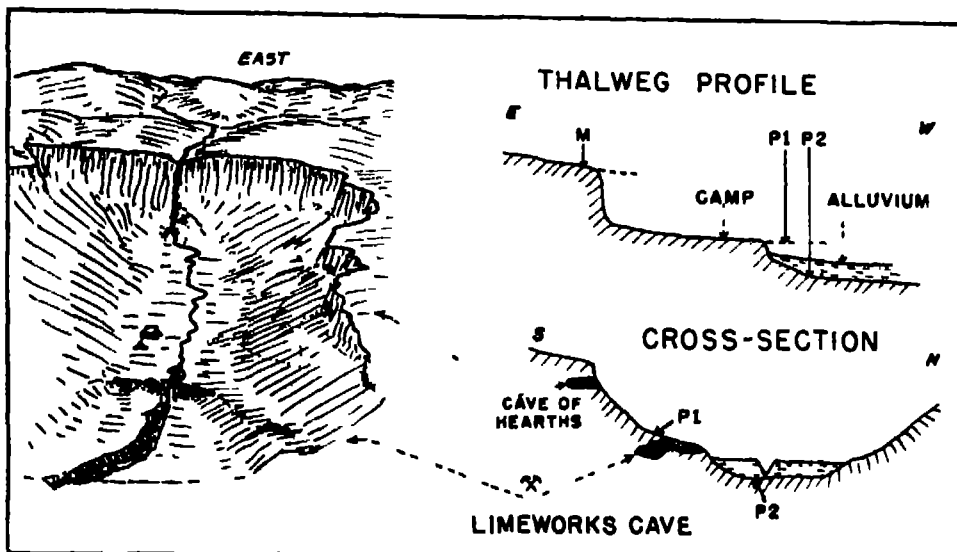 EAST
THALWEG PROFILE
E
W
M
P1 P2
CAMP
ALLUVIUM
CROSS-SECTION
S
N
CAVE OF
HEARTHS
P1
P2
LIMEWORKS CAVE